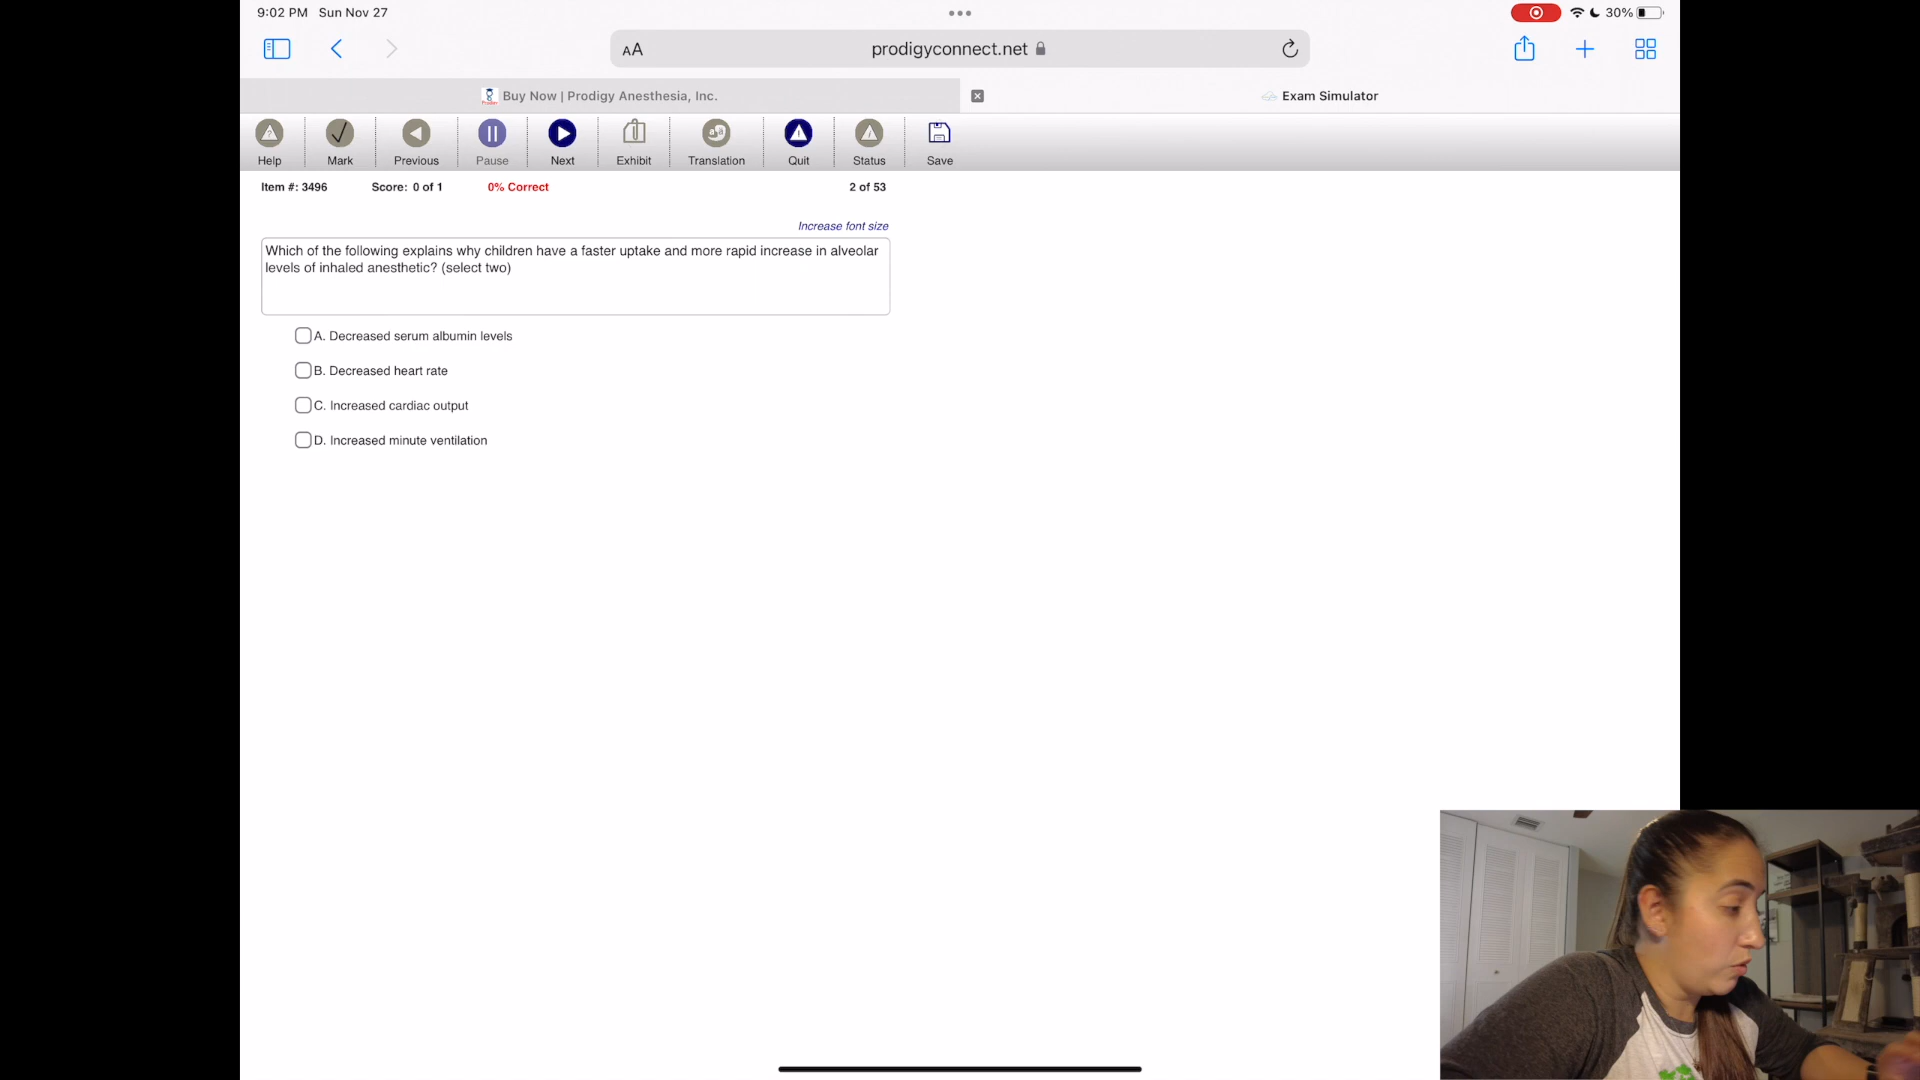 9:02 PM Sun Nov 27
30%
AA
prodigyconnect.net
Buy Now | Prodigy Anesthesia, Inc.
Exam Simulator
Help
Mark
Previous
Pause
Next
Exhibit
Translation
Quit
Status
Save
Item #: 3496 Score: 0 of 1 0% Correct 2 of 53
Increase font size
Which of the following explains why children have a faster uptake and more rapid increase in alveolar
levels of inhaled anesthetic? (select two)
A. Decreased serum albumin levels
B. Decreased heart rate
C. Increased cardiac output
D. Increased minute ventilation